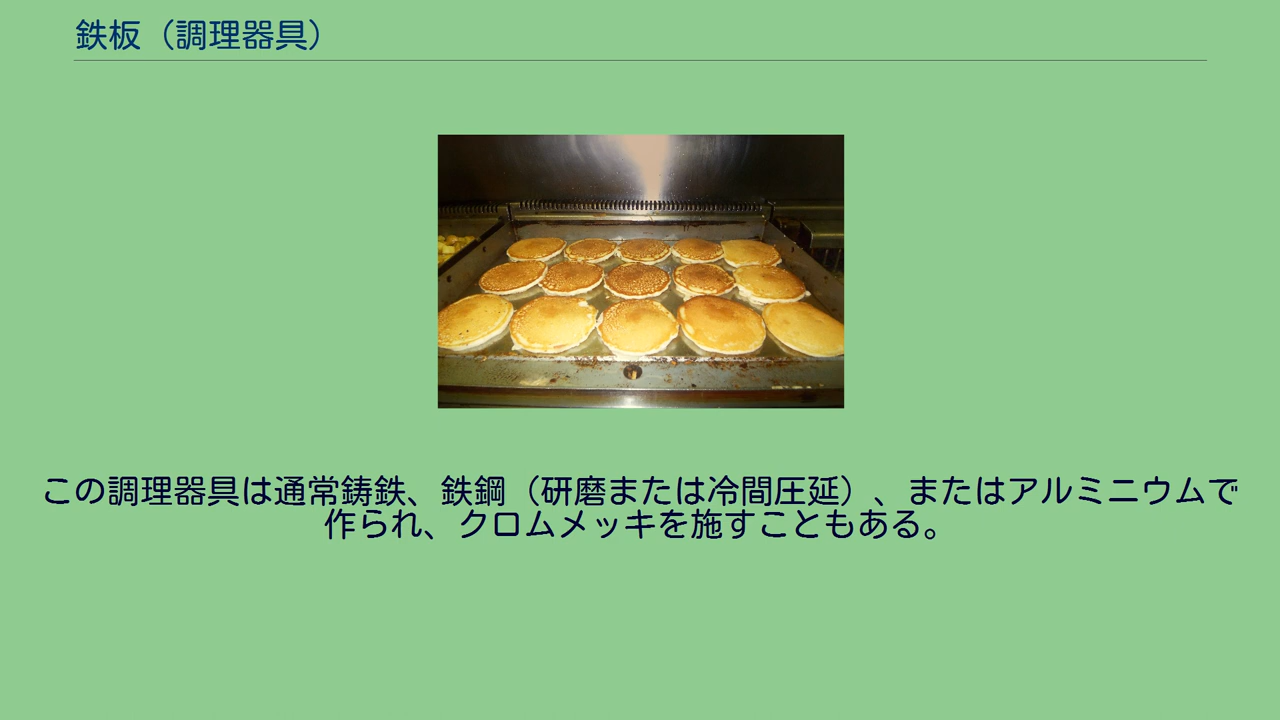 鉄板（調理器具）
この調理器具は通常鋳鉄、鉄鋼（研磨または冷間圧延）、またはアルミニウムで
作られ、クロムメッキを施すこともある。